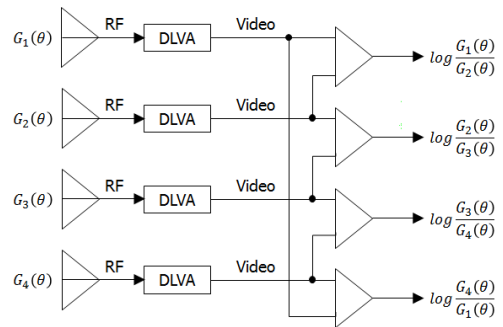 G₁(θ) RF DLVA Video log G₁(θ)/G₂(θ)
G₂(θ) RF DLVA Video log G₂(θ)/G₃(θ)
G₃(θ) RF DLVA Video log G₃(θ)/G₄(θ)
G₄(θ) RF DLVA Video log G₄(θ)/G₁(θ)